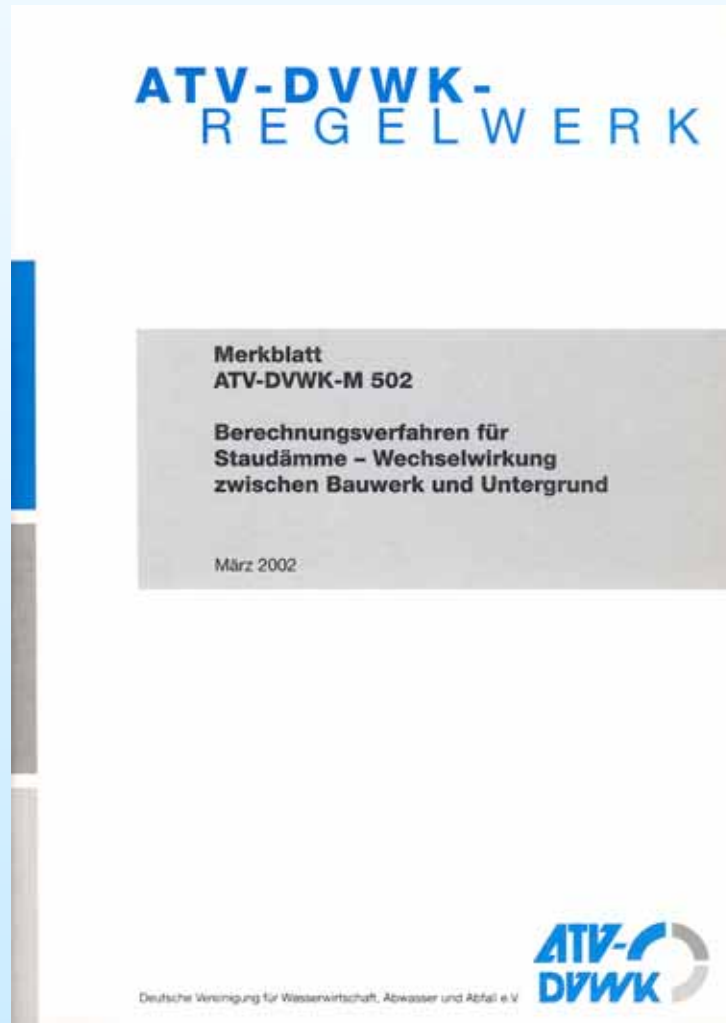 ATV-DVWK-
REGELWERK
Merkblatt
ATV-DVWK-M 502
Berechnungsverfahren für
Staudämme – Wechselwirkung
zwischen Bauwerk und Untergrund
März 2002
Deutsche Vereinigung für Wasserwirtschaft, Abwasser und Abfall e.V.
ATV-
DVWK